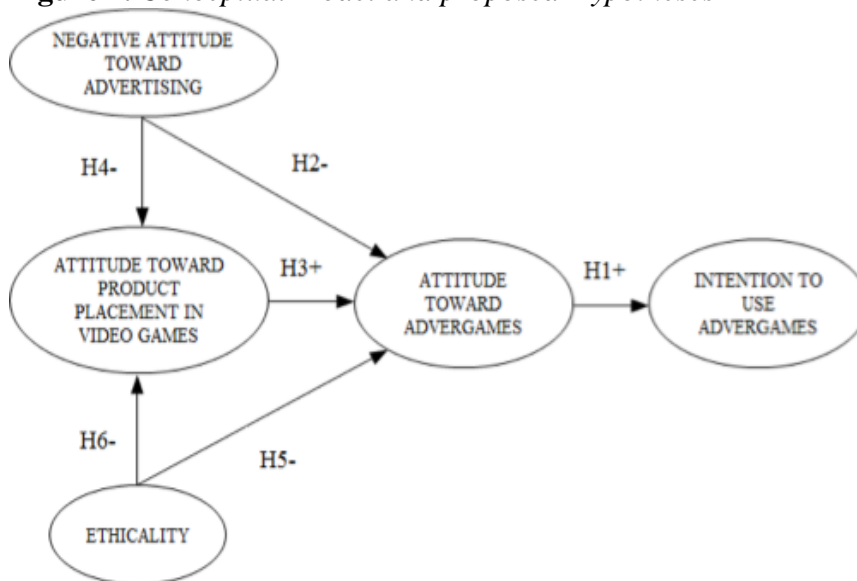 NEGATIVE ATTITUDE
TOWARD
ADVERTISING
H4-
H2-
ATTITUDE TOWARD
PRODUCT
PLACEMENT IN
VIDEO GAMES
H3+
ATTITUDE
TOWARD
ADVERGAMES
H1+
INTENTION TO
USE
ADVERGAMES
H6-
H5-
ETHICALITY